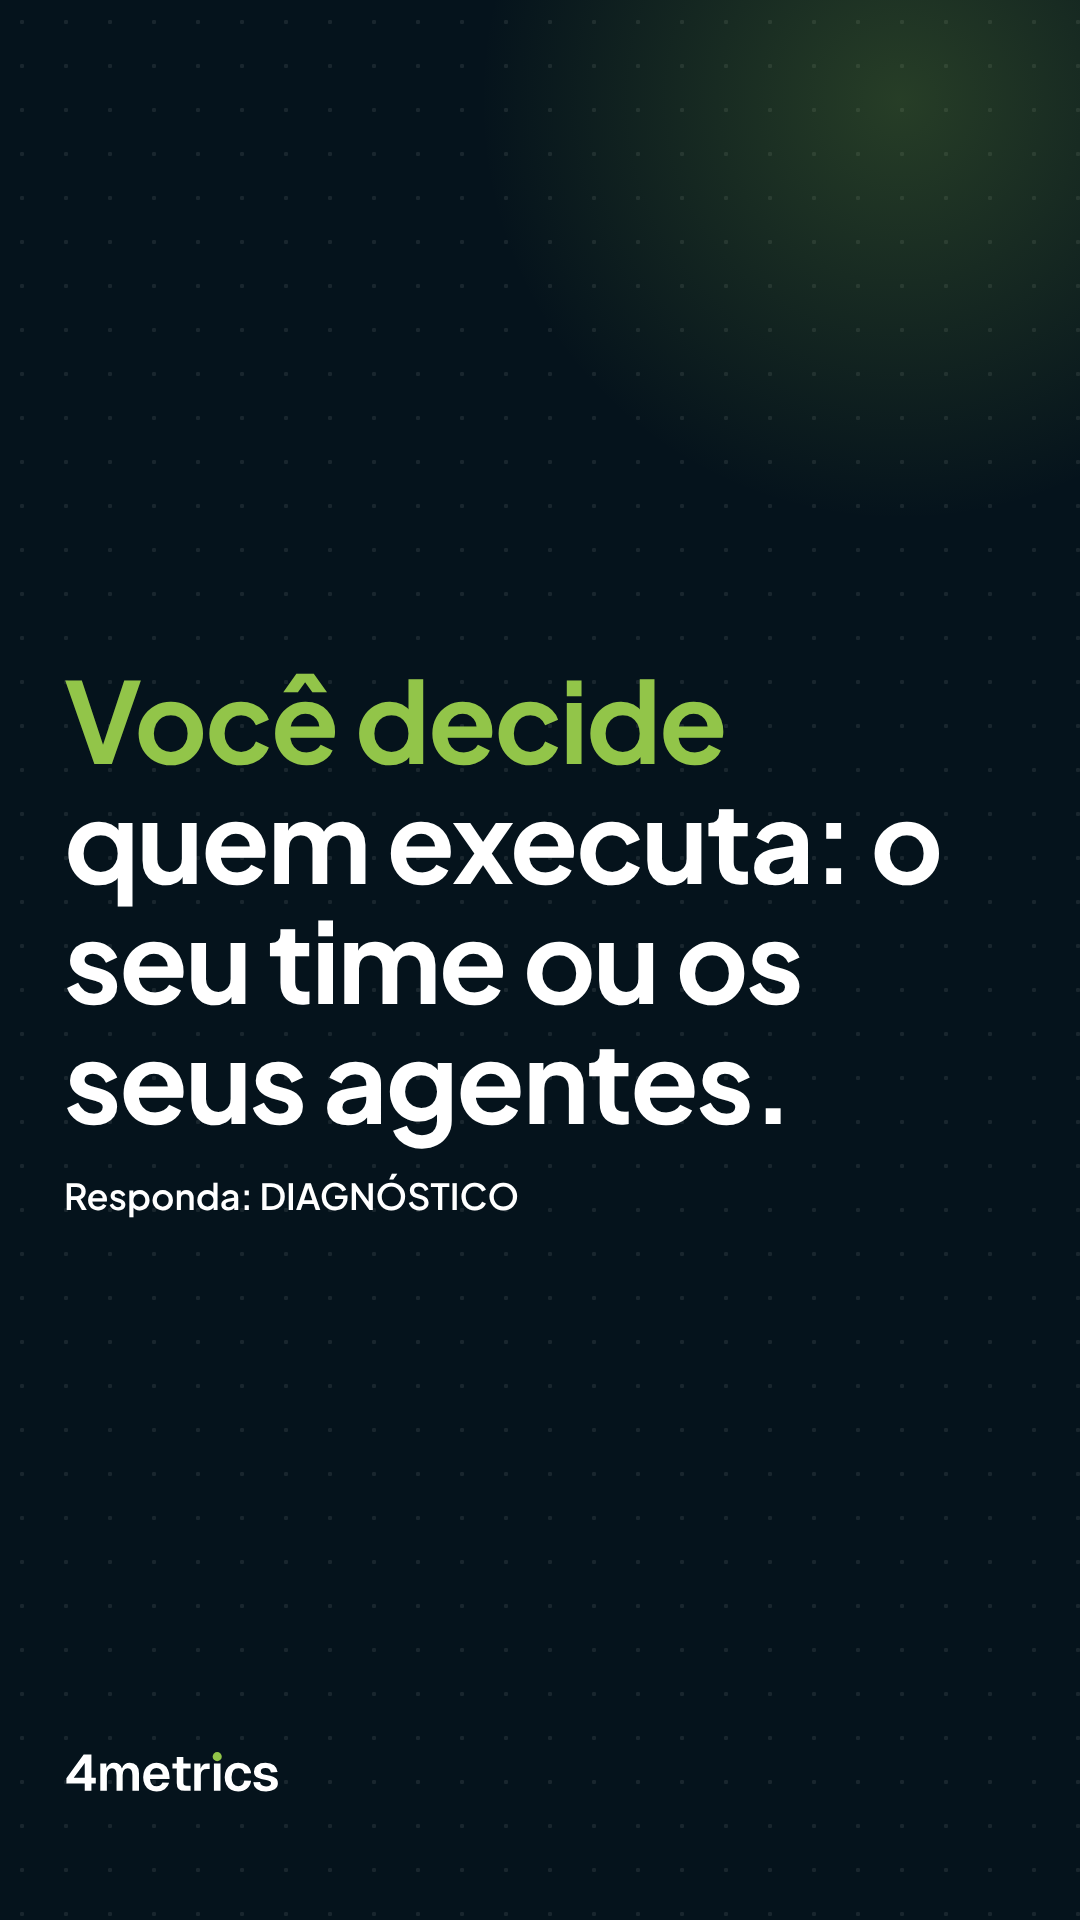 Você decide
quem executa: o
seu time ou os
seus agentes.
Responda: DIAGNÓSTICO
4metrics